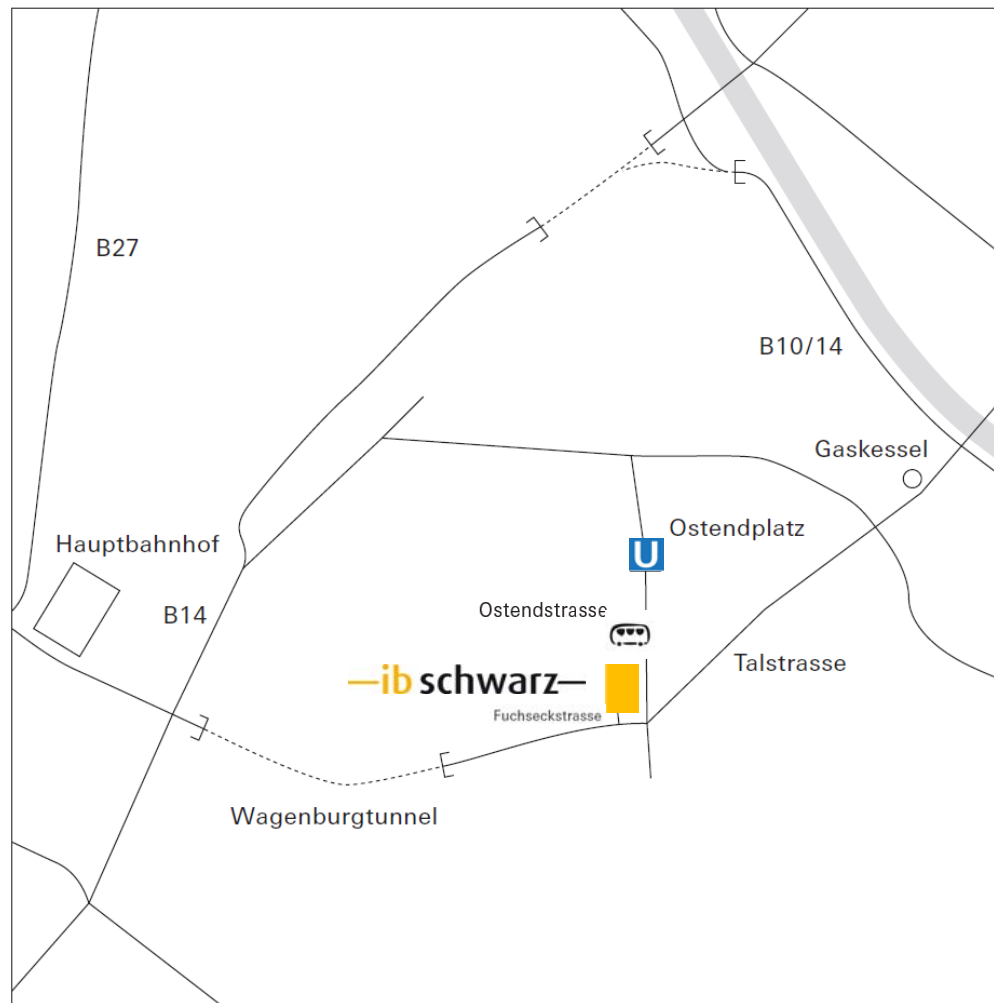 B27
B10/14
Gaskessel
Ostendplatz
Hauptbahnhof
U
B14
Ostendstrasse
Talstrasse
ib schwarz
Fuchseckstrasse
Wagenburgtunnel